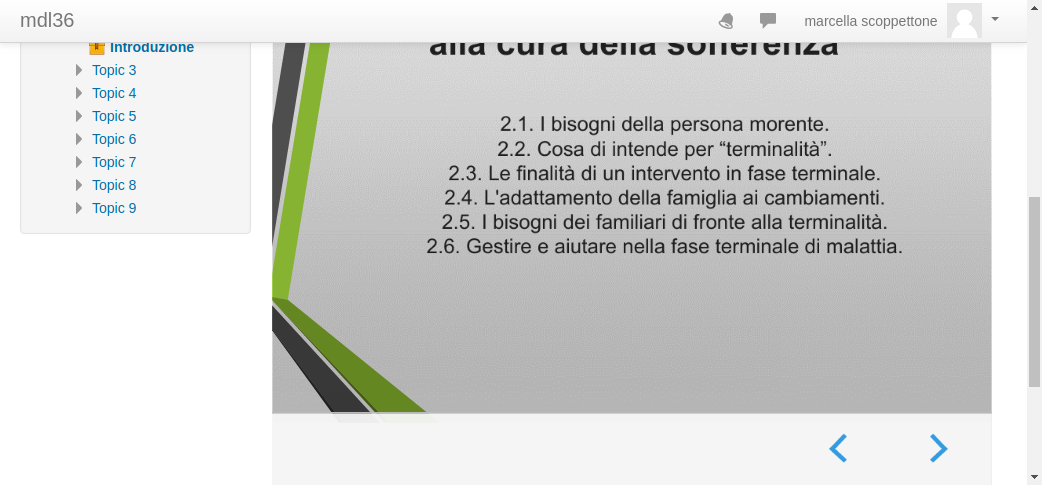 mdl36
marcella scoppettone
Introduzione
Topic 3
Topic 4
Topic 5
Topic 6
Topic 7
Topic 8
Topic 9
alla cura della sofferenza
2.1. I bisogni della persona morente.
2.2. Cosa di intende per “terminalità”.
2.3. Le finalità di un intervento in fase terminale.
2.4. L'adattamento della famiglia ai cambiamenti.
2.5. I bisogni dei familiari di fronte alla terminalità.
2.6. Gestire e aiutare nella fase terminale di malattia.